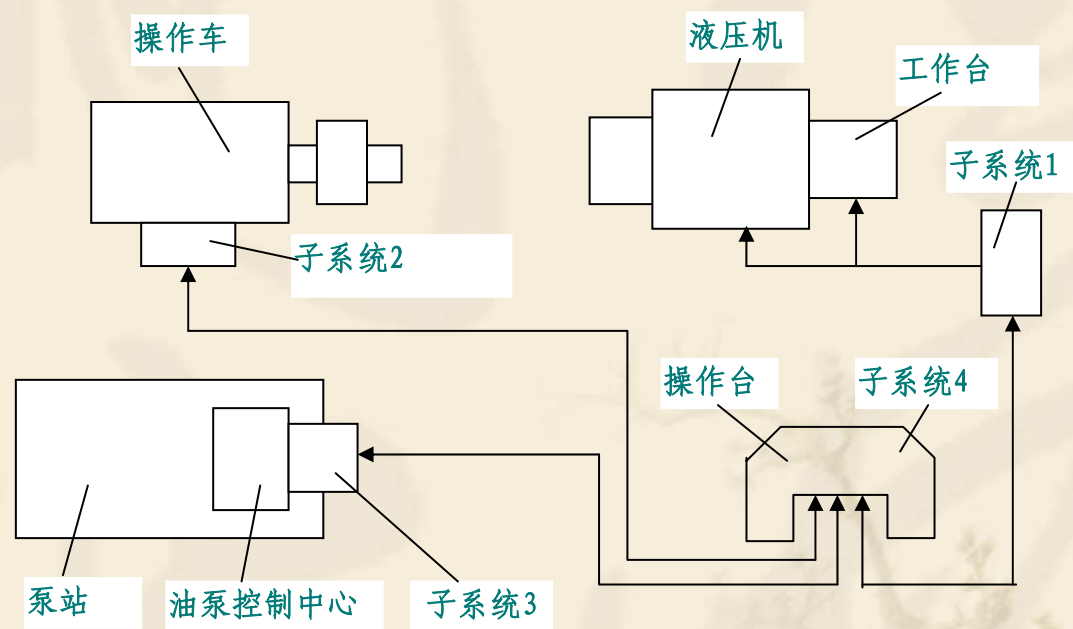 操作车
液压机
工作台
子系统1
子系统2
操作台
子系统4
泵站
油泵控制中心
子系统3